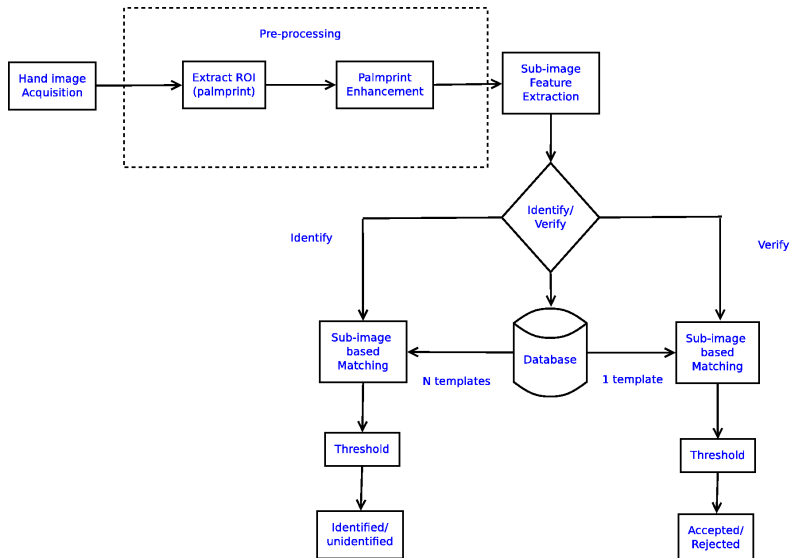 Pre-processing
Hand image
Acquisition
Extract ROI
(palmprint)
Palmprint
Enhancement
Sub-image
Feature
Extraction
Identify/
Verify
Identify
Verify
Sub-image
based
Matching
Database
Sub-image
based
Matching
N templates
1 template
Threshold
Threshold
Identified/
unidentified
Accepted/
Rejected